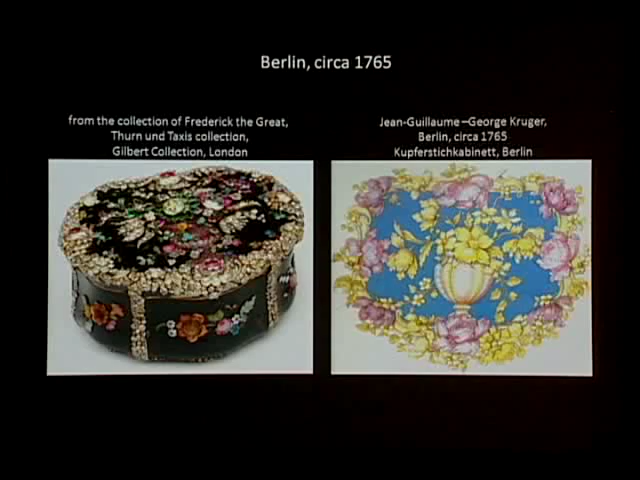 Berlin, circa 1765
from the collection of Frederick the Great,
Thurn und Taxis collection,
Gilbert Collection, London
Jean-Guillaume –George Kruger,
Berlin, circa 1765
Kupferstichkabinett, Berlin